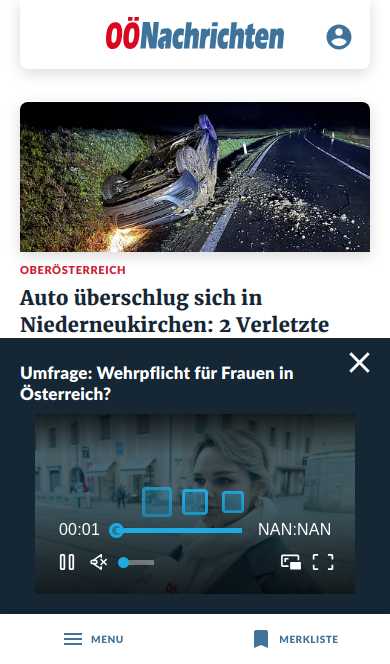 OÖNachrichten
OBERÖSTERREICH
Auto überschlug sich in
Niederneukirchen: 2 Verletzte
Umfrage: Wehrpflicht für Frauen in
Österreich?
00:01
NAN:NAN
MENU
MERKLISTE